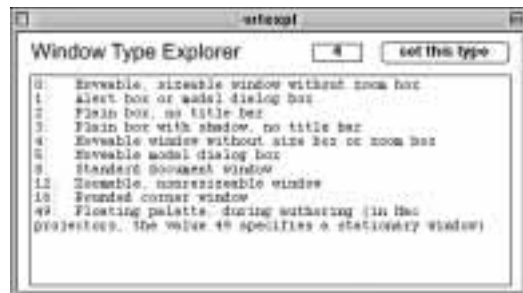 Window Type Explorer 4 set this type
0: Moveable, sizeable window without zoom box
1: Alert box or modal dialog box
2: Plain box, no title bar
3: Plain box with shadow, no title bar
4: Moveable window without size box or zoom box
5: Moveable modal dialog box
8: Standard document window
12: Zoomable, nonresizeable window
16: Rounded corner window
49: Floating palette, during authoring (in Mac
projectors, the value 49 specifies a stationary window)